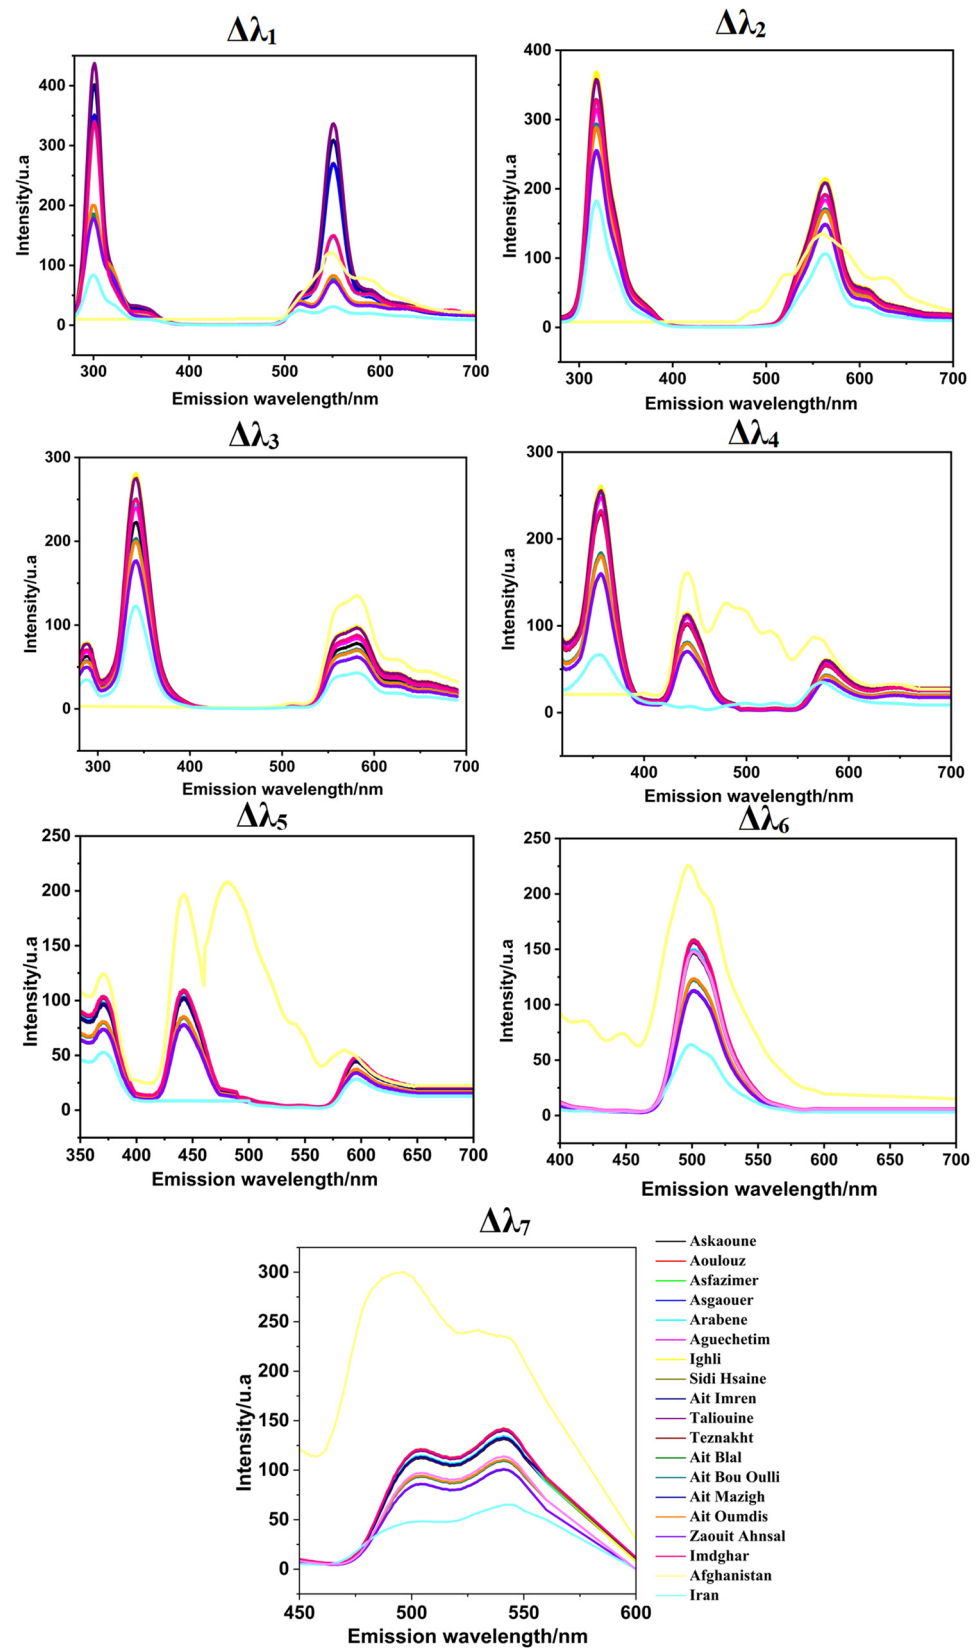 Δλ1
Intensity/u.a
400
300
200
100
0
300 400 500 600 700
Emission wavelength/nm
Δλ2
Intensity/u.a
400
300
200
100
0
300 400 500 600 700
Emission wavelength/nm
Δλ3
Intensity/u.a
300
200
100
0
300 400 500 600 700
Emission wavelength/nm
Δλ4
Intensity/u.a
300
200
100
0
400 500 600 700
Emission wavelength/nm
Δλ5
Intensity/u.a
250
200
150
100
50
0
350 400 450 500 550 600 650 700
Emission wavelength/nm
Δλ6
Intensity/u.a
250
200
150
100
50
0
400 450 500 550 600 650 700
Emission wavelength/nm
Δλ7
Intensity/u.a
300
250
200
150
100
50
0
450 500 550 600
Emission wavelength/nm
Askaoune
Aoulouz
Asfazimer
Asgaouer
Arabene
Aguechetim
Ighli
Sidi Hsaine
Ait Imren
Taliouine
Teznakht
Ait Blal
Ait Bou Oulli
Ait Mazigh
Ait Oumdis
Zaouit Ahnsal
Imdghar
Afghanistan
Iran